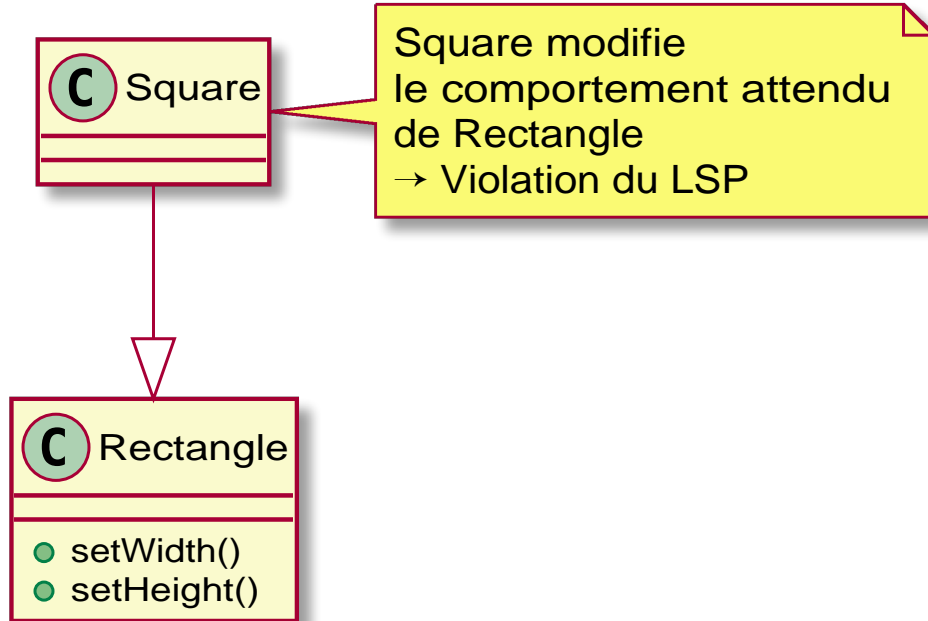 C Square
Square modifie
le comportement attendu
de Rectangle
→ Violation du LSP
C Rectangle
setWidth()
setHeight()